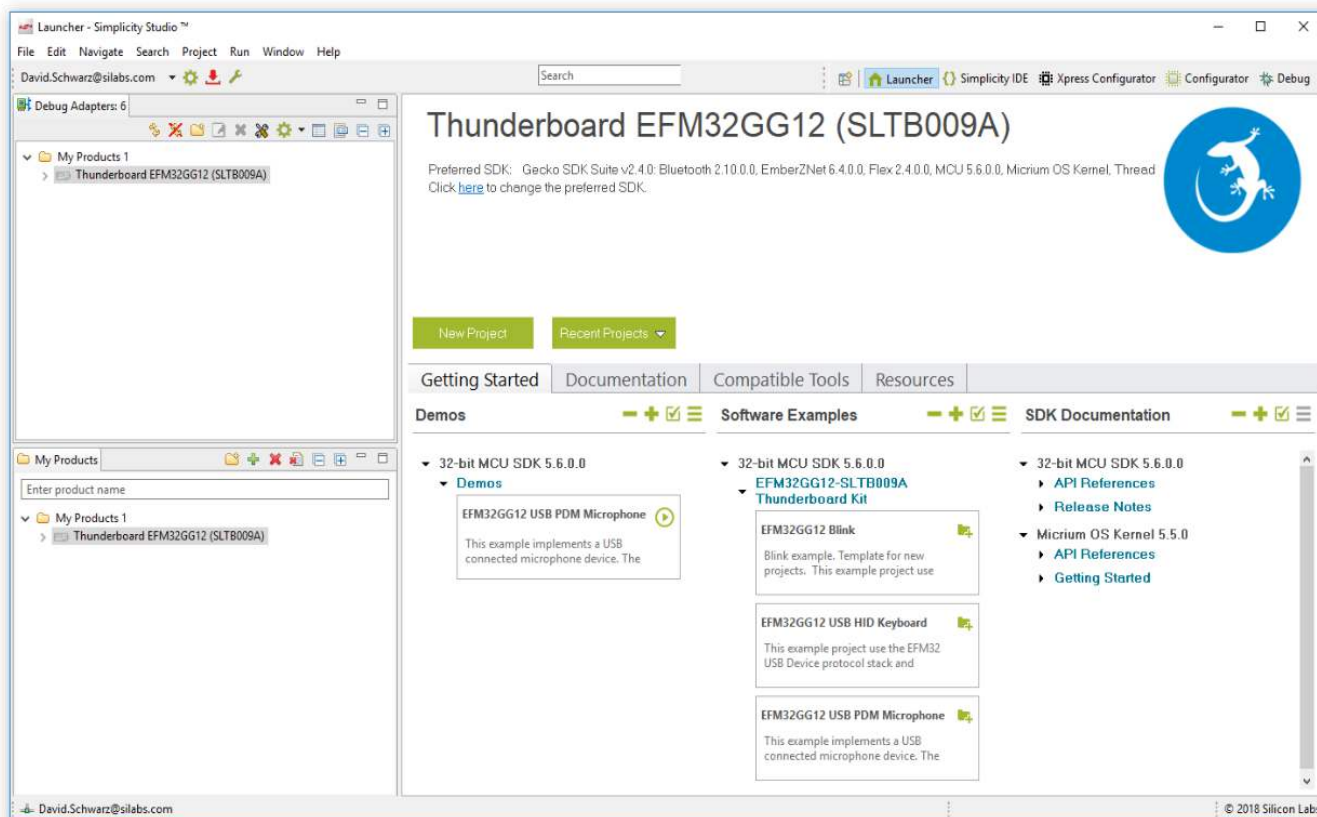 Launcher - Simplicity Studio ™
File Edit Navigate Search Project Run Window Help
David.Schwarz@silabs.com
Search
Launcher
Simplicity IDE
Xpress Configurator
Configurator
Debug
Debug Adapters: 6
My Products 1
Thunderboard EFM32GG12 (SLTB009A)
Thunderboard EFM32GG12 (SLTB009A)
Preferred SDK: Gecko SDK Suite v2.4.0: Bluetooth 2.10.0.0, EmberZNet 6.4.0.0, Flex 2.4.0.0, MCU 5.6.0.0, Micrium OS Kernel, Thread
Click here to change the preferred SDK.
New Project
Recent Projects
Getting Started
Documentation
Compatible Tools
Resources
My Products
Enter product name
My Products 1
Thunderboard EFM32GG12 (SLTB009A)
Demos
32-bit MCU SDK 5.6.0.0
Demos
EFM32GG12 USB PDM Microphone
This example implements a USB
connected microphone device. The
Software Examples
32-bit MCU SDK 5.6.0.0
EFM32GG12-SLTB009A
Thunderboard Kit
EFM32GG12 Blink
Blink example. Template for new
projects. This example project use
EFM32GG12 USB HID Keyboard
This example project use the EFM32
USB Device protocol stack and
EFM32GG12 USB PDM Microphone
This example implements a USB
connected microphone device. The
SDK Documentation
32-bit MCU SDK 5.6.0.0
API References
Release Notes
Micrium OS Kernel 5.5.0
API References
Getting Started
David.Schwarz@silabs.com
© 2018 Silicon Labs